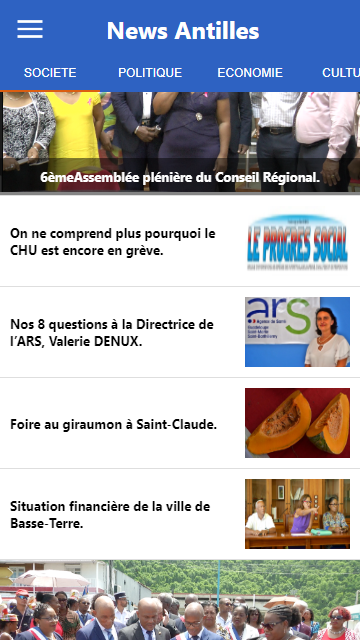 News Antilles
SOCIETE POLITIQUE ECONOMIE CULTU
6èmeAssemblée plénière du Conseil Régional.
On ne comprend plus pourquoi le
CHU est encore en grève.
LE PROGRES SOCIAL
Nos 8 questions à la Directrice de
l’ARS, Valerie DENUX.
ars
Foire au giraumon à Saint-Claude.
Situation financière de la ville de
Basse-Terre.